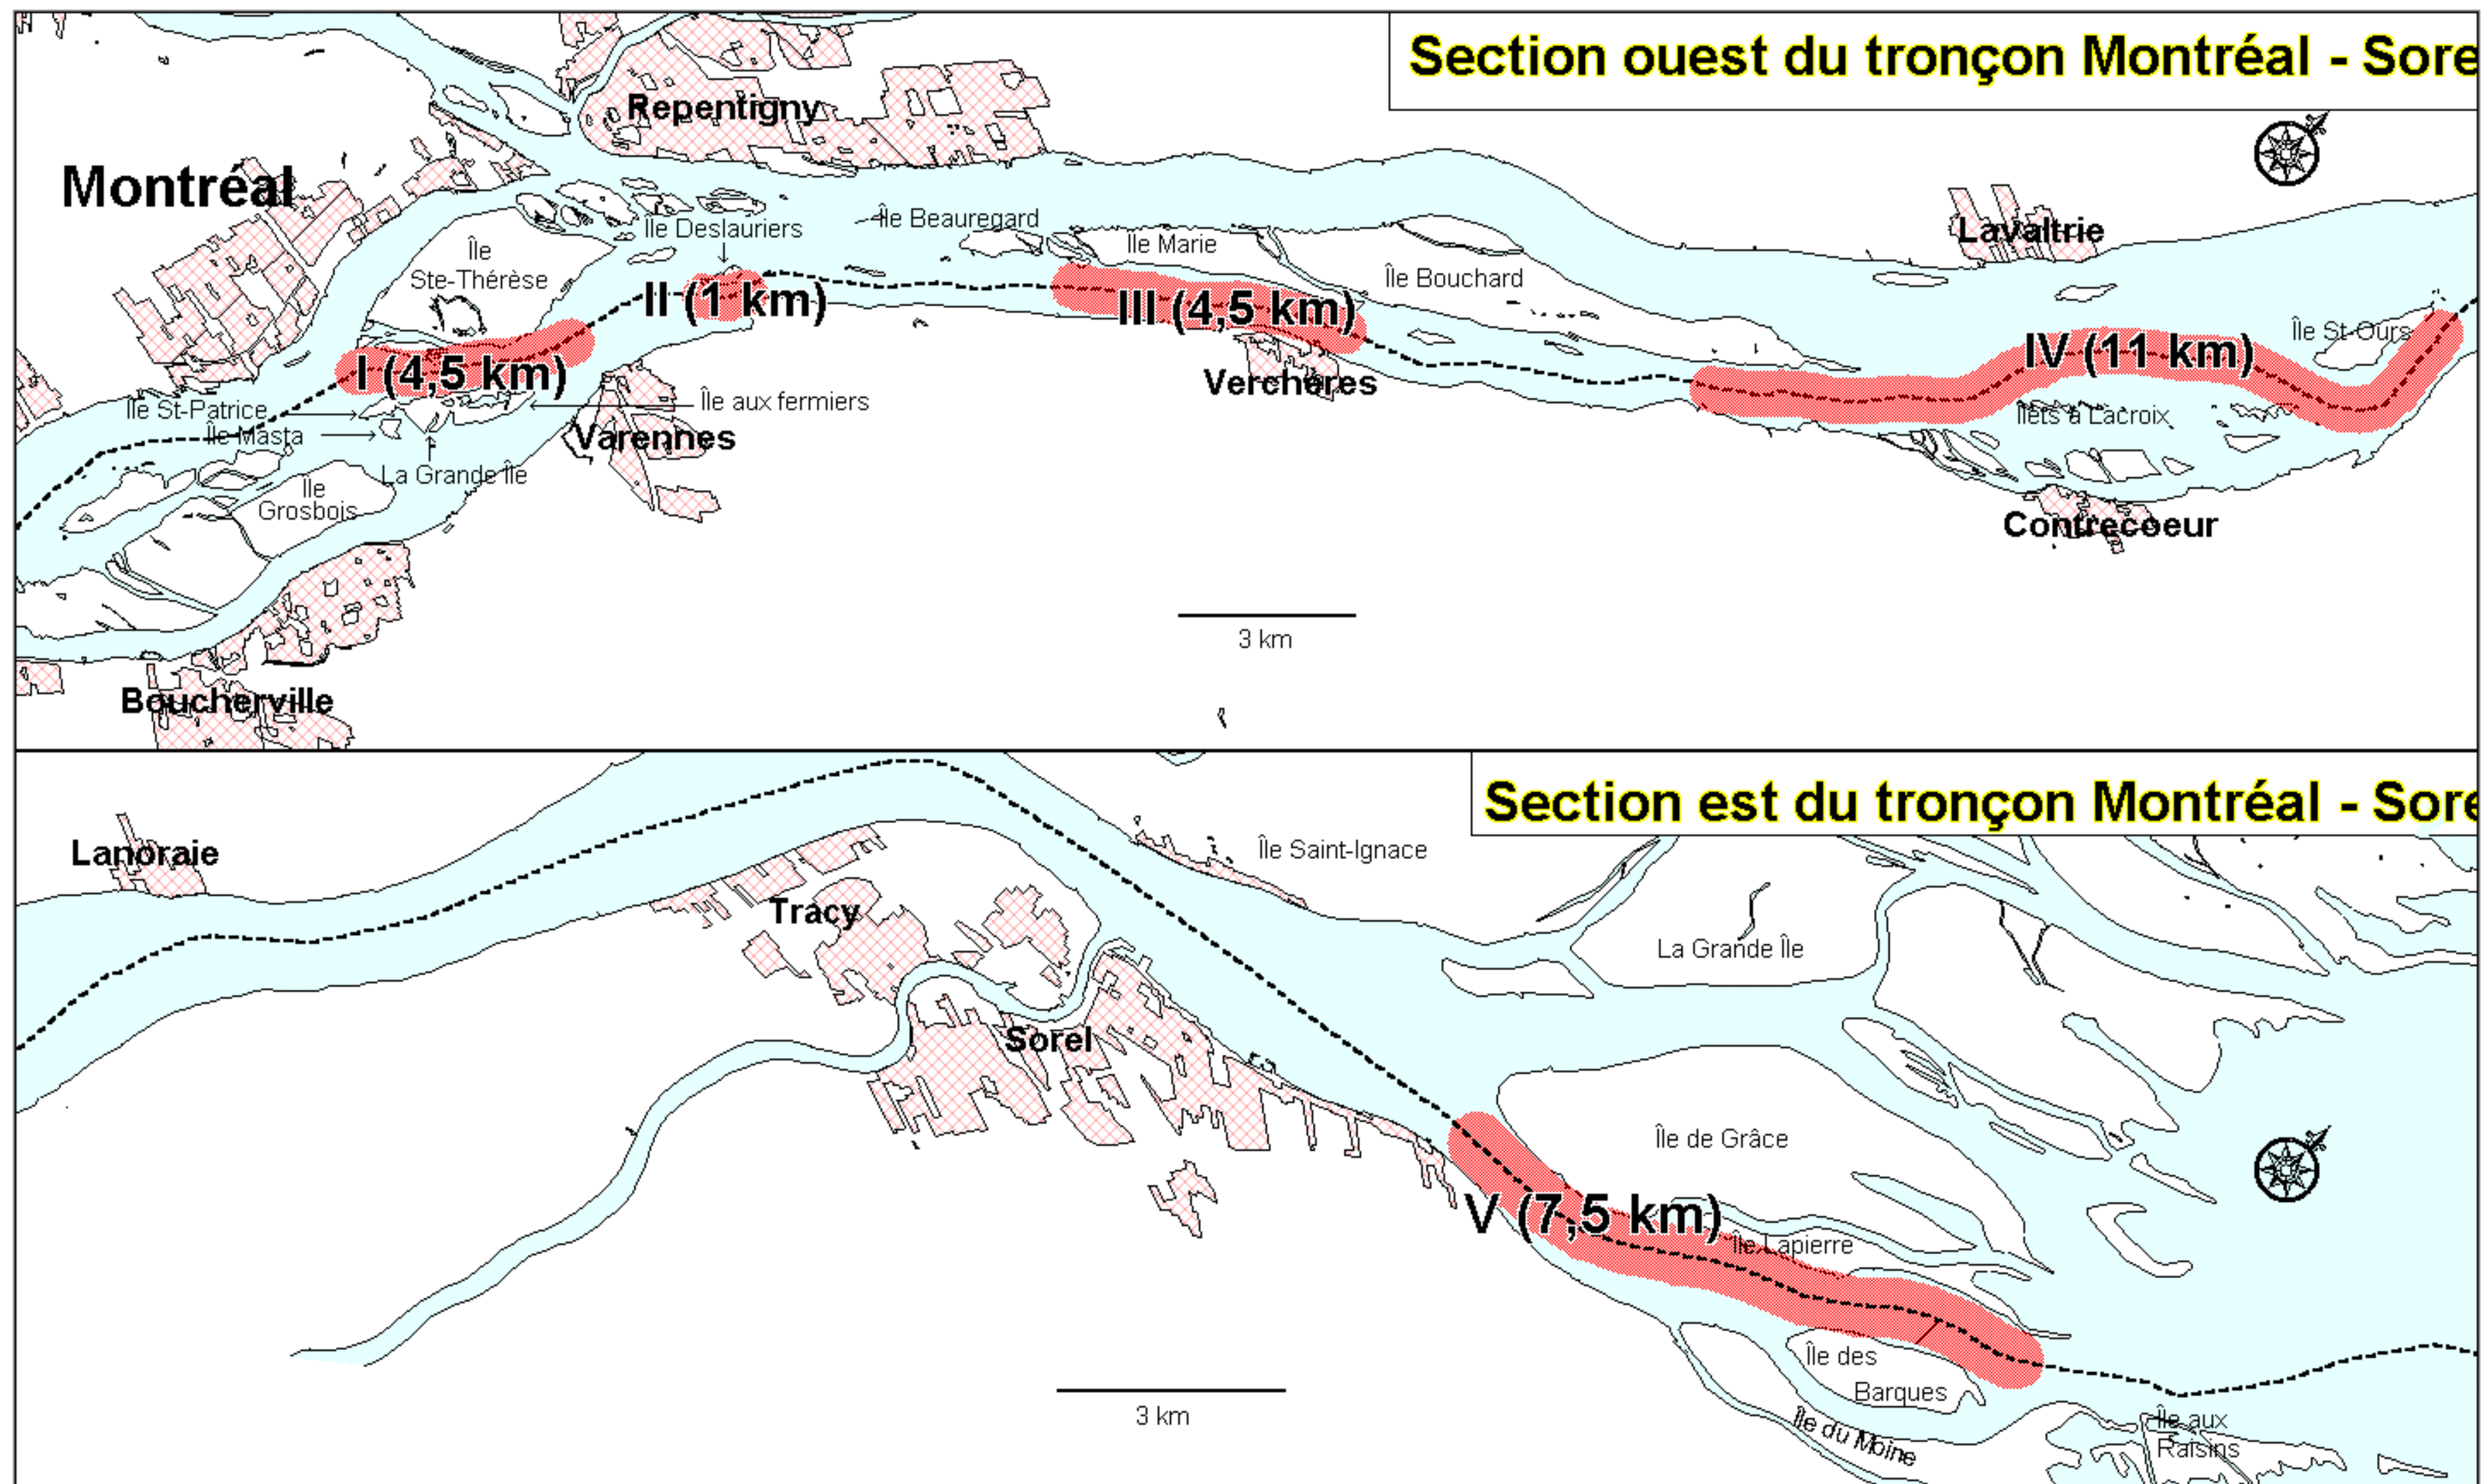 Section ouest du tronçon Montréal - Sore
Repentigny
Montréal
Île Beauregard
Île Deslauriers
Île Marie
Lavaltrie
Île
Ste-Thérèse
Île Bouchard
II (1 km)
III (4,5 km)
Île St-Ours
IV (11 km)
I (4,5 km)
Verchères
Île aux fermiers
Île St-Patrice
Îlets à Lacroix
Île Masta
Varennes
La Grande Île
Île
Grosbois
Contrecoeur
3 km
Boucherville
Section est du tronçon Montréal - Sore
Lanoraie
Île Saint-Ignace
Tracy
La Grande Île
Sorel
Île de Grâce
V (7,5 km)
Île Lapierre
Île des
Barques
3 km
Île du Moine
Île aux
Raisins